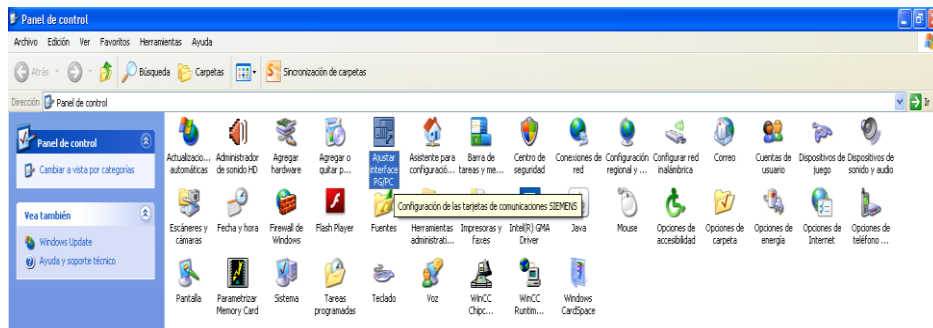 Panel de control
Archivo Edición Ver Favoritos Herramientas Ayuda
Atrás Búsqueda Carpetas Sincronización de carpetas
Dirección Panel de control Ir
Panel de control
Cambiar a vista por categorías
Vea también
Windows Update
Ayuda y soporte técnico
Actualizacio... Administrador Agregar Agregar o Ajustar Asistente para Barra de Centro de Conexiones de Configuración Configurar red Correo Cuentas de Dispositivos de Dispositivos de
automáticas de sonido HD hardware quitar p... interface configuració... tareas y me... seguridad red regional y ... inalámbrica usuario juego sonido y audio
PG/PC
Configuración de las tarjetas de comunicaciones SIEMENS
Escáneres y Fecha y hora Firewall de Flash Player Fuentes Herramientas Impresoras y Intel(R) GMA Java Mouse Opciones de Opciones de Opciones de Opciones de Opciones de
cámaras Windows administrati... faxes Driver accesibilidad carpeta energía Internet teléfono ...
Pantalla Parametrizar Sistema Tareas Teclado Voz WinCC WinCC Windows
Memory Card programadas Chipc... Runtim... CardSpace